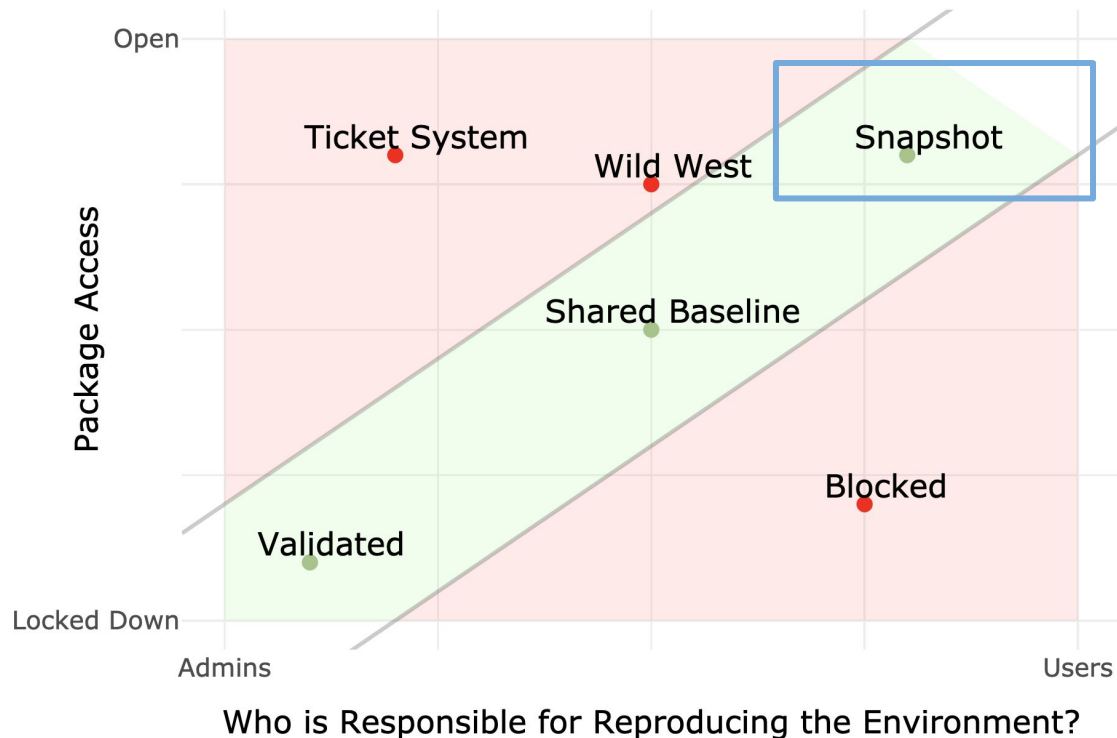 Open
Ticket System
Snapshot
Wild West
Package Access
Shared Baseline
Blocked
Validated
Locked Down
Admins
Users
Who is Responsible for Reproducing the Environment?